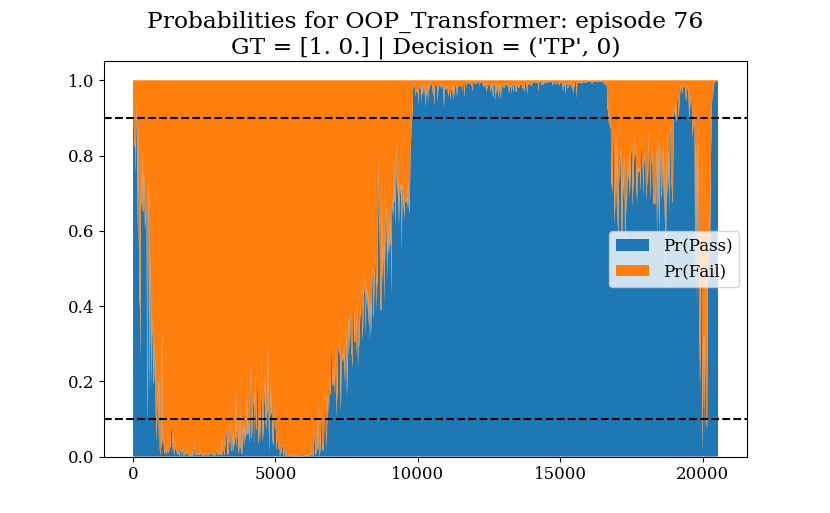 Probabilities for OOP_Transformer: episode 76
GT = [1. 0.] | Decision = ('TP', 0)
1.0
0.8
0.6
0.4
0.2
0.0
Pr(Pass)
Pr(Fail)
0
5000
10000
15000
20000